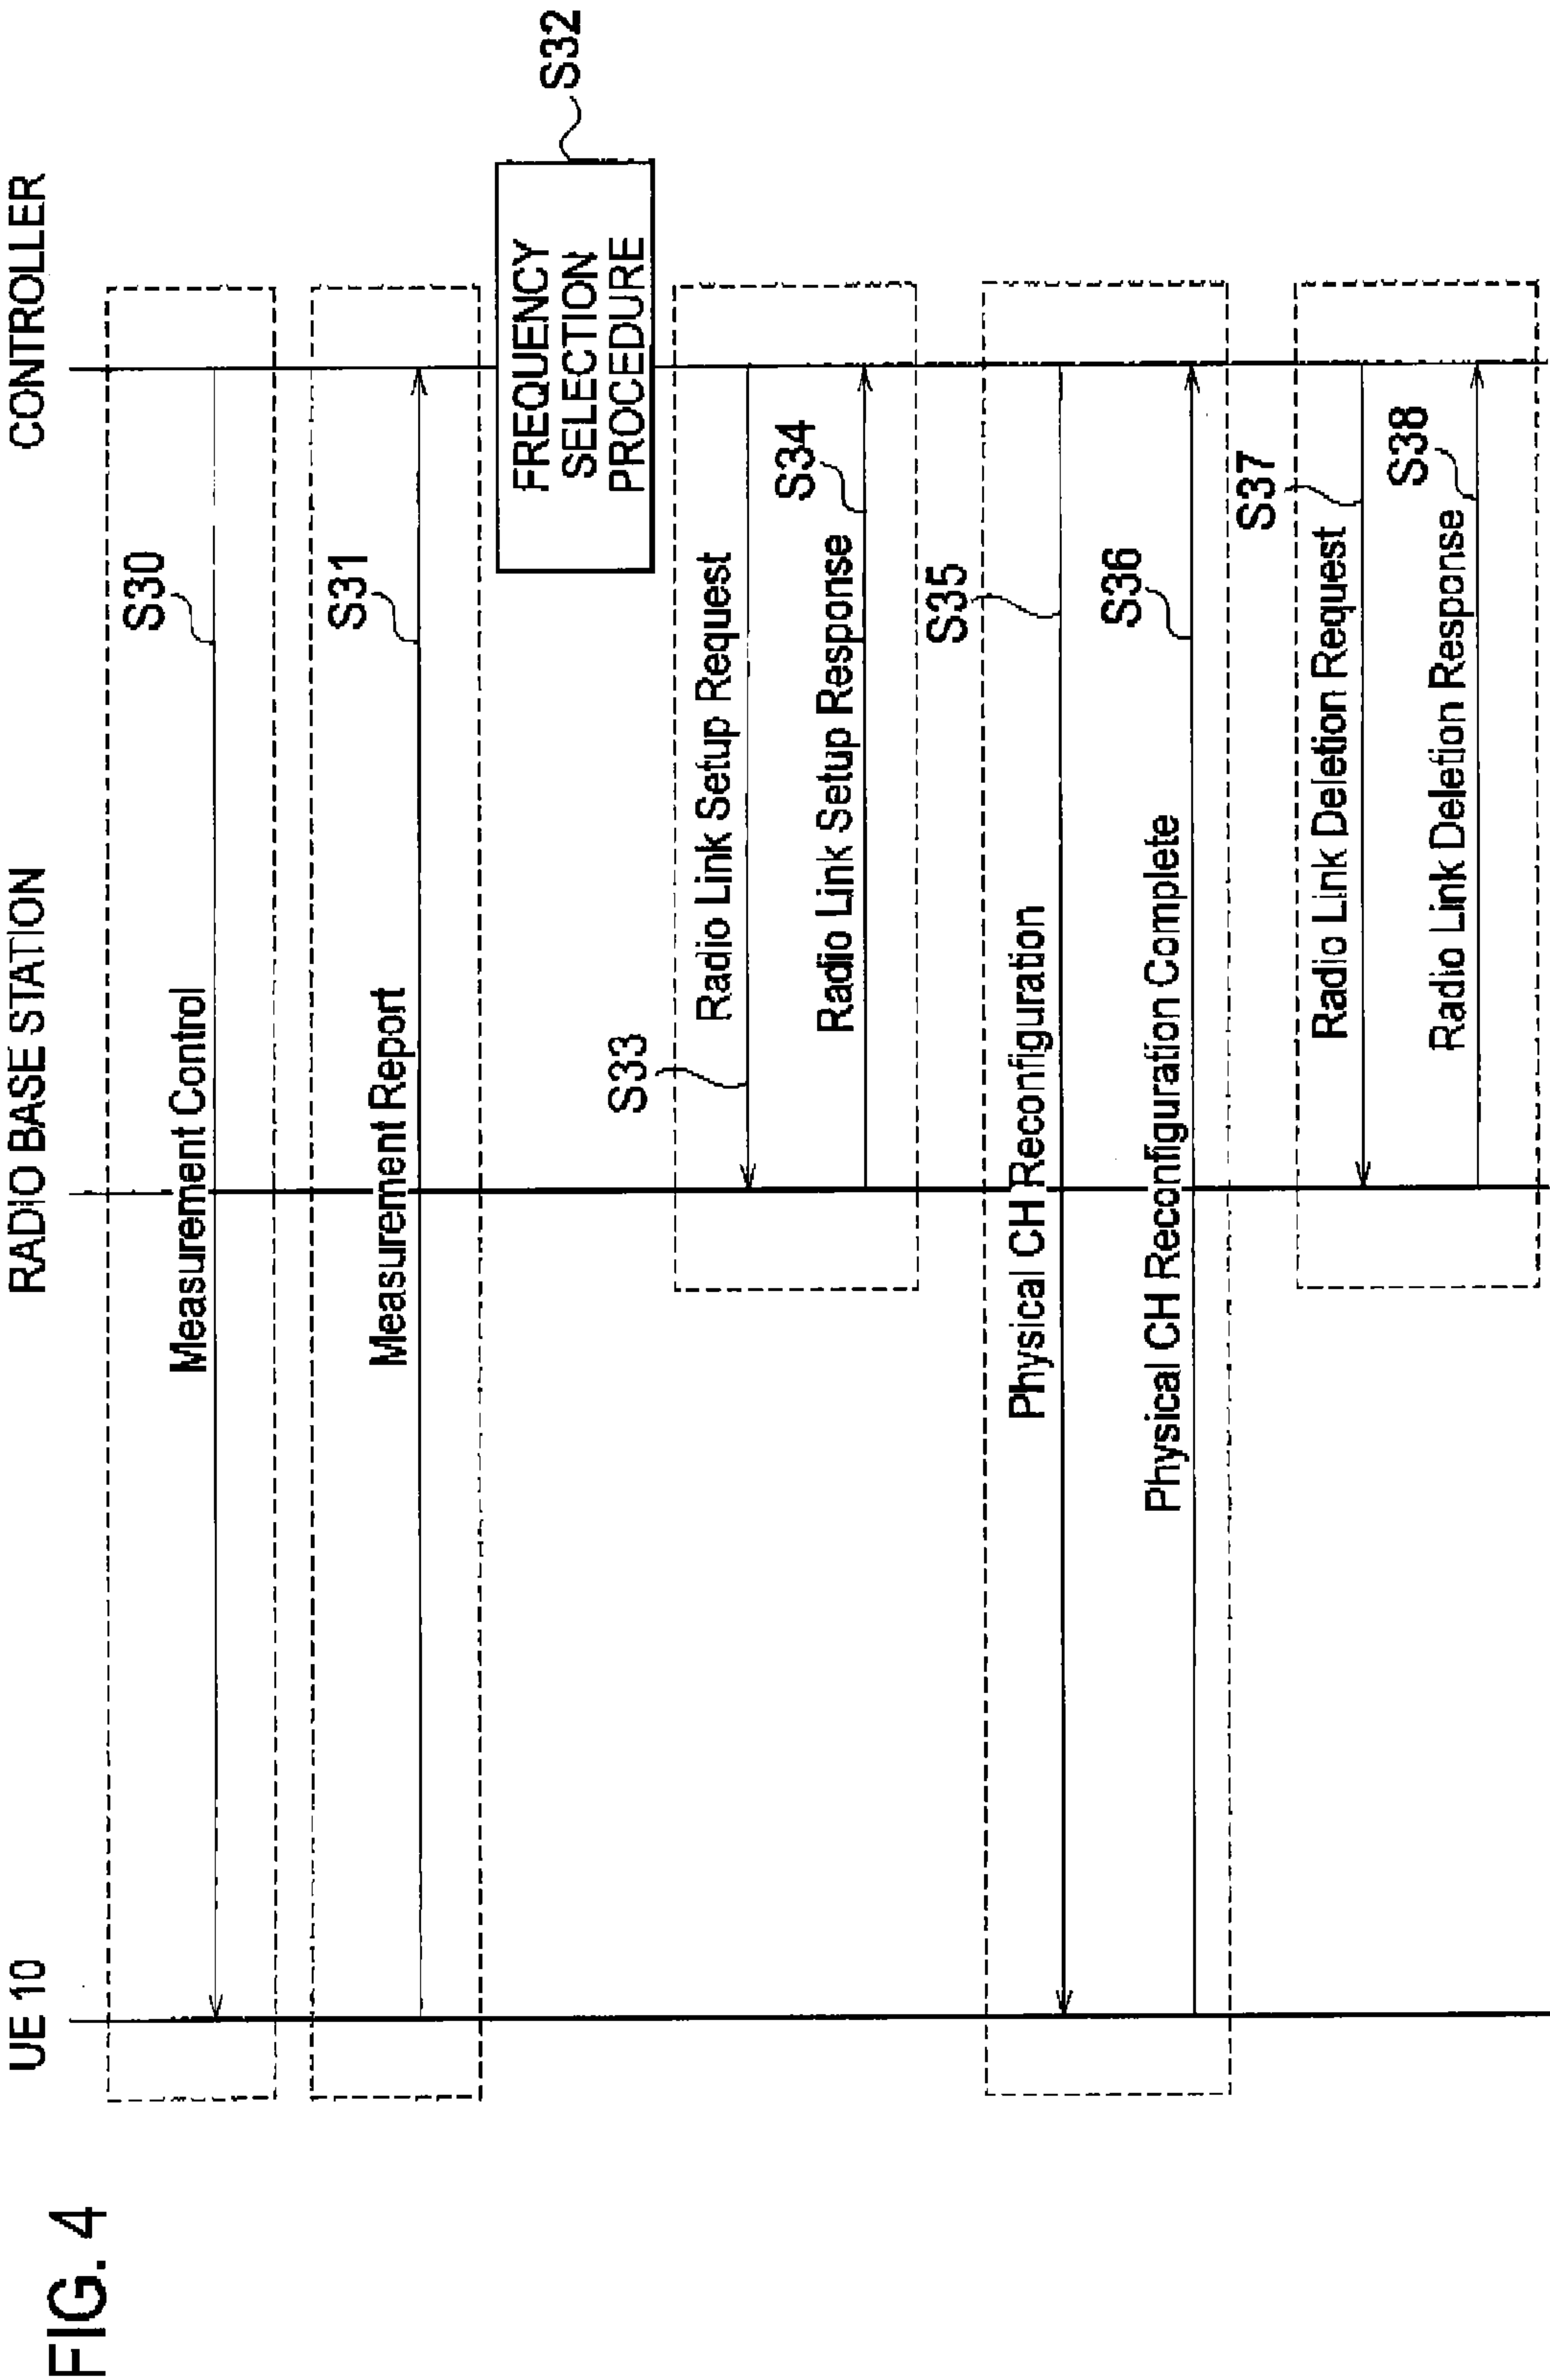 FIG. 4
UE 10
RADIO BASE STATION
CONTROLLER
Measurement Control
S30
Measurement Report
S31
FREQUENCY
SELECTION
PROCEDURE
S32
S33
Radio Link Setup Request
Radio Link Setup Response
S34
Physical CH Reconfiguration
S35
Physical CH Reconfiguration Complete
S36
Radio Link Deletion Request
S37
Radio Link Deletion Response
S38